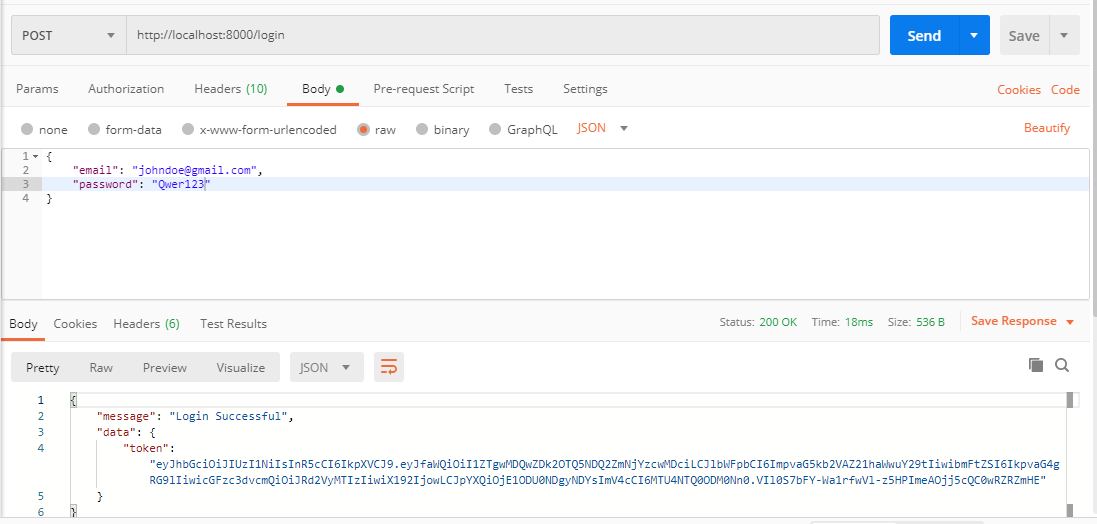 POST http://localhost:8000/login Send Save
Params Authorization Headers (10) Body Pre-request Script Tests Settings Cookies Code
none form-data x-www-form-urlencoded raw binary GraphQL JSON Beautify
1 {
2 "email": "johndoe@gmail.com",
3 "password": "Qwer123"
4 }
Body Cookies Headers (6) Test Results Status: 200 OK Time: 18ms Size: 536 B Save Response
Pretty Raw Preview Visualize JSON
1 {
2 "message": "Login Successful",
3 "data": {
4 "token":
"eyJhbGciOiJIUzI1NiIsInR5cCI6IkpXVCJ9.eyJfaWQiOiI1ZTgwMDQwZDk2OTQ5NDQ2ZmNjYzcwMDciLCJlbWFpbCI6ImpvaG5kb2VAZ21haWwuY29tIiwibmFtZSI6IkpvaG4g
RG9lIiwicGFzc3dvcmQiOiJRd2VyMTIzIiwiX192IjowLCJpYXQiOjE1ODU0NDgyNDYsImV4cCI6MTU4NTQ0ODM0Nn0.VIl0S7bFY-Wa1rfwVl-z5HPImeAOjj5cQC0wRZRZmHE"
5 }
6 }